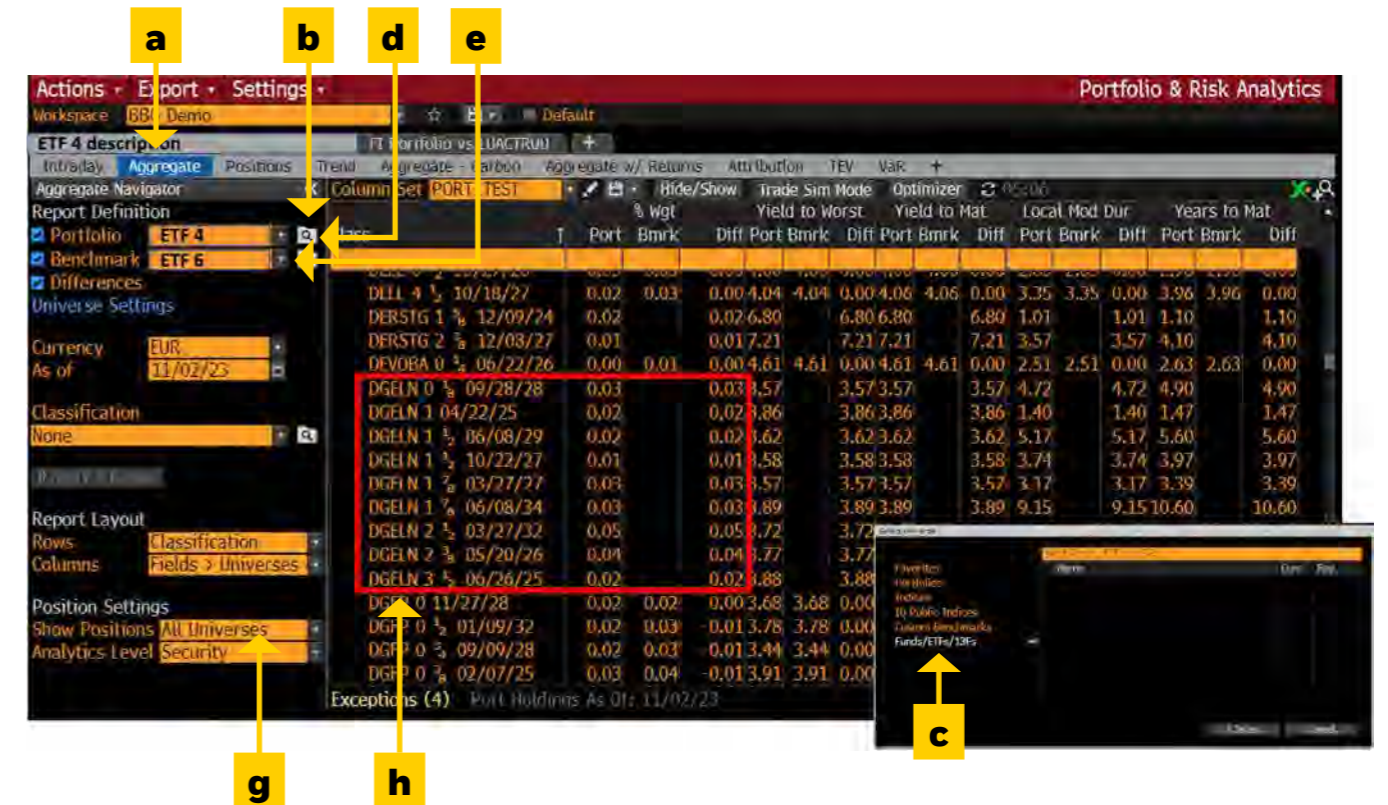 a b d e
Actions Export Settings Portfolio & Risk Analytics
Workspace Demo Default
ETF 4 description FI Portfolio vs LUACTRUU +
Intraday Aggregate Positions Trend Aggregate - Carbon Aggregate w/ Returns Attribution TEV VaR +
Aggregate Navigator Column Set PORT TEST Hide/Show Trade Sim Mode Optimizer 05:06
Report Definition % Wgt Yield to Worst Yield to Mat Local Mod Dur Years to Mat
Portfolio ETF 4 Port Bmrk Diff Port Bmrk Diff Port Bmrk Diff Port Bmrk Diff Port Bmrk Diff
Benchmark ETF 6
Differences
Universe Settings
Currency EUR
As of 11/02/23
Classification
None
Report Layout
Rows Classification
Columns Fields > Universes
Position Settings
Show Positions All Universes
Analytics Level Security
DELL 4 ½ 10/18/27 0.02 0.03 0.00 4.04 4.04 0.00 4.06 4.06 0.00 3.35 3.35 0.00 3.96 3.96 0.00
DERSTG 1 12/09/24 0.02 0.02 6.80 6.80 6.80 6.80 1.01 1.01 1.10 1.10
DERSTG 2 12/03/27 0.01 0.01 7.21 7.21 7.21 7.21 3.57 3.57 4.10 4.10
DEVOBA 0 06/22/26 0.00 0.01 0.00 4.61 4.61 0.00 4.61 4.61 0.00 2.51 2.51 0.00 2.63 2.63 0.00
DGELN 0 09/28/28 0.03 0.03 3.57 3.57 3.57 3.57 4.72 4.72 4.90 4.90
DGELN 1 04/22/25 0.02 0.02 3.86 3.86 3.86 3.86 1.40 1.40 1.47 1.47
DGELN 1 ½ 06/08/29 0.02 0.02 3.62 3.62 3.62 3.62 5.17 5.17 5.60 5.60
DGELN 1 ½ 10/22/27 0.01 0.01 3.58 3.58 3.58 3.58 3.74 3.74 3.97 3.97
DGELN 1 ⅞ 03/27/27 0.03 0.03 3.57 3.57 3.57 3.57 3.17 3.17 3.39 3.39
DGELN 1 ⅞ 06/08/34 0.03 0.03 3.89 3.89 3.89 3.89 9.15 9.15 10.60 10.60
DGELN 2 ½ 03/27/32 0.05 0.05 3.72 3.72
DGELN 2 05/20/26 0.04 0.04 3.77 3.77
DGELN 3 ½ 06/26/25 0.02 0.02 3.88 3.88
0 11/27/28 0.02 0.02 0.00 3.68 3.68 0.00
0 ½ 01/09/32 0.02 0.03 -0.01 3.78 3.78 0.00
0 09/09/28 0.02 0.03 -0.01 3.44 3.44 0.00
0 02/07/25 0.03 0.04 -0.01 3.91 3.91 0.00
Exceptions (4) Port Holdings As Of: 11/02/23
Favorites Name
Portfolios
Indices
Custom Benchmarks
Funds/ETFs/13Fs
c
g h